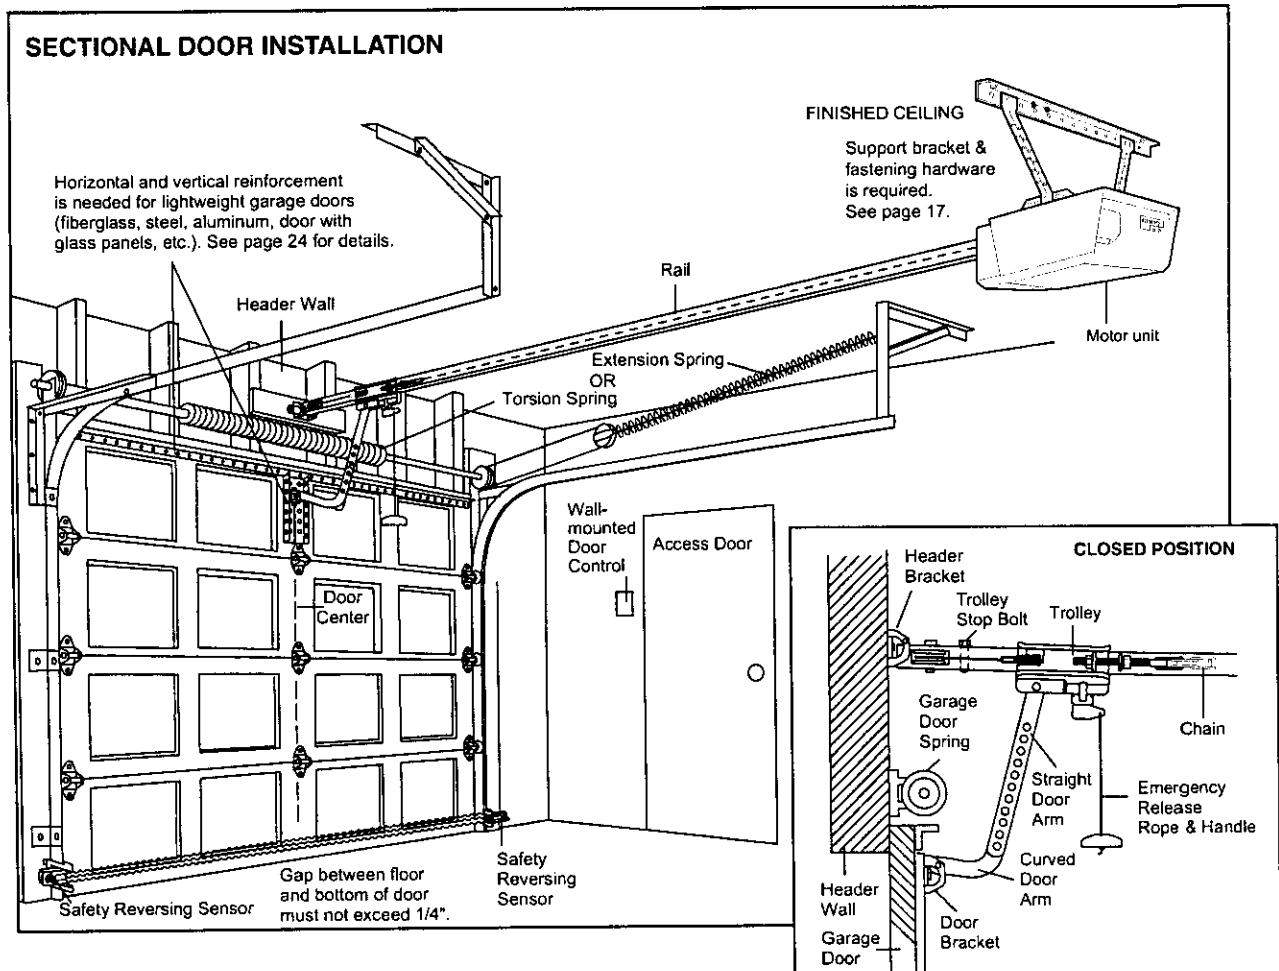 SECTIONAL DOOR INSTALLATION
FINISHED CEILING
Support bracket &
fastening hardware
is required.
See page 17.
Horizontal and vertical reinforcement
is needed for lightweight garage doors
(fiberglass, steel, aluminum, door with
glass panels, etc.). See page 24 for details.
Header Wall
Rail
Motor unit
Extension Spring
OR
Torsion Spring
Wall-
mounted
Door
Control
Access Door
Door
Center
Safety Reversing Sensor
Gap between floor
and bottom of door
must not exceed 1/4".
Safety
Reversing
Sensor
CLOSED POSITION
Header
Bracket
Trolley
Stop Bolt
Trolley
Chain
Garage
Door
Spring
Straight
Door
Arm
Emergency
Release
Rope & Handle
Curved
Door
Arm
Header
Wall
Door
Bracket
Garage
Door